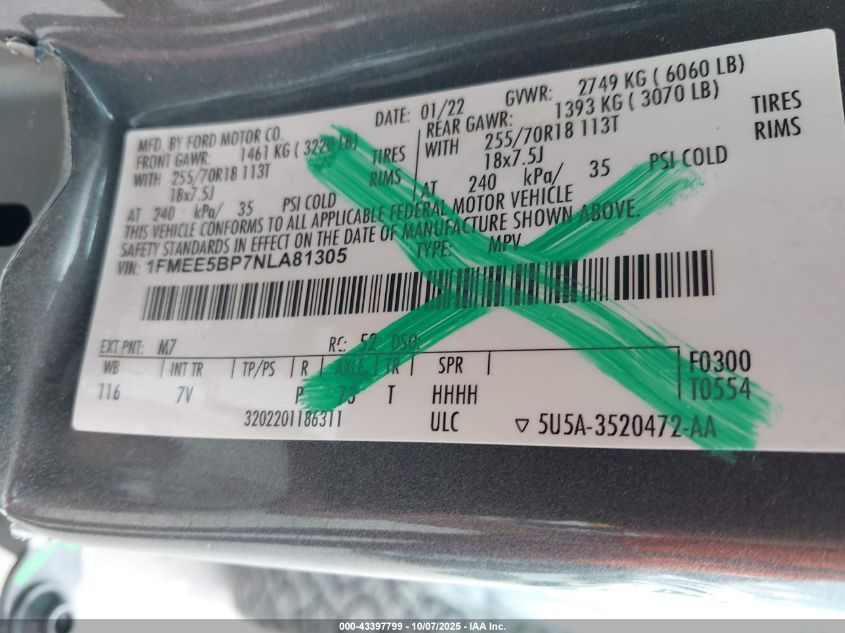 MFD. BY FORD MOTOR CO. DATE: 01/22 GVWR: 2749 KG ( 6060 LB)
FRONT GAWR: 1461 KG ( 3220 LB) REAR GAWR: 1393 KG ( 3070 LB)
WITH 255/70R18 113T TIRES WITH 255/70R18 113T TIRES
18x7.5J RIMS 18x7.5J RIMS
AT 240 kPa/ 35 PSI COLD AT 240 kPa/ 35 PSI COLD
THIS VEHICLE CONFORMS TO ALL APPLICABLE FEDERAL MOTOR VEHICLE
SAFETY STANDARDS IN EFFECT ON THE DATE OF MANUFACTURE SHOWN ABOVE.
VIN: 1FMEE5BP7NLA81305 TYPE: MPV
EXT PNT: M7 RC: 52 DSO:
WB INT TR TP/PS R AXLE TR SPR F0300
116 7V P 73 T HHHH T0554
3202201186311 ULC ▽ 5U5A-3520472-AA
000-43397799 • 10/07/2025 - IAA Inc.